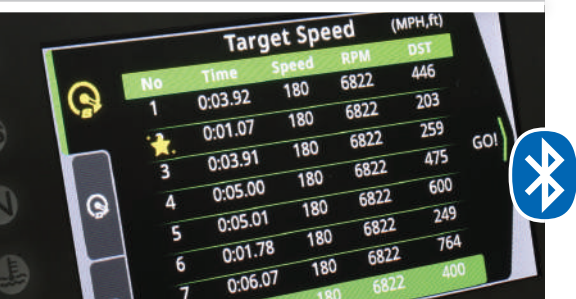 Target Speed (MPH,ft)
No Time Speed RPM DST
1 0:03.92 180 6822 446
0:01.07 180 6822 203
3 0:03.91 180 6822 259
4 0:05.00 180 6822 475
5 0:05.01 180 6822 600
6 0:01.78 180 6822 249
7 0:06.07 180 6822 764
180 6822 400
GO!
N